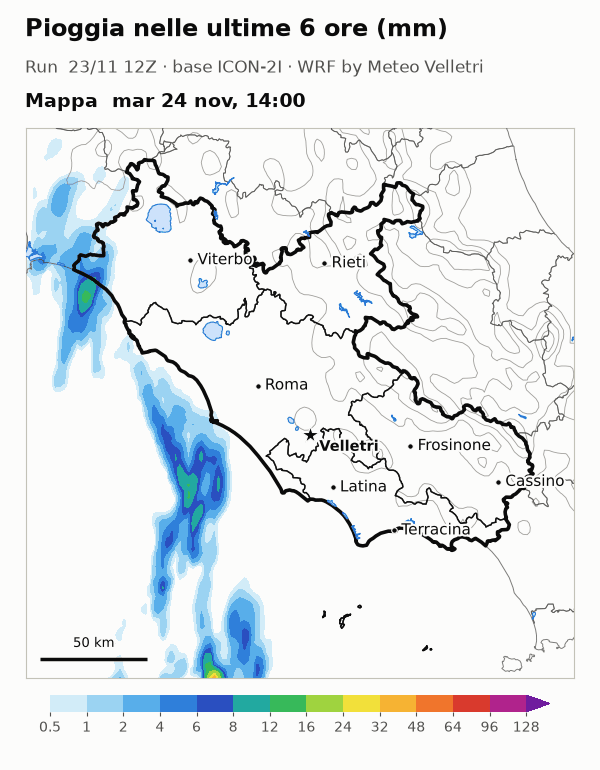 Pioggia nelle ultime 6 ore (mm)
Run 23/11 12Z · base ICON-2I · WRF by Meteo Velletri
Mappa mar 24 nov, 14:00
Viterbo
Rieti
Roma
Velletri
Frosinone
Latina
Cassino
Terracina
50 km
0.5 1 2 4 6 8 12 16 24 32 48 64 96 128